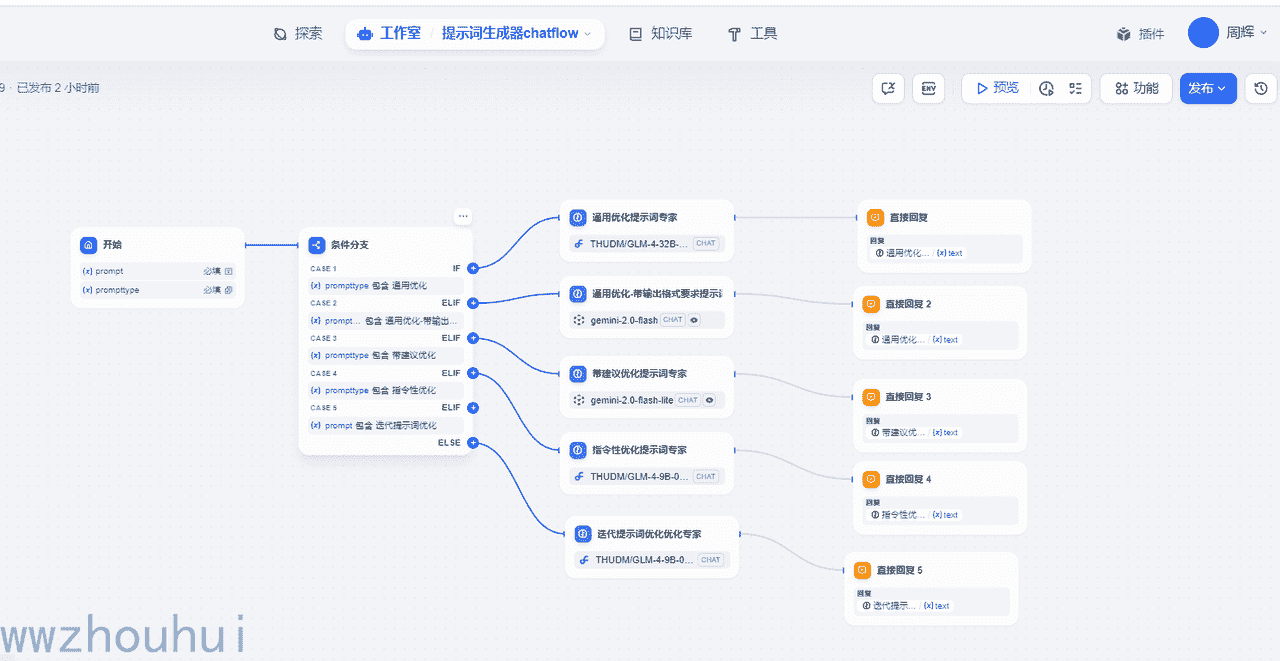 探索
工作室 / 提示词生成器chatflow
知识库
工具
插件
周辉
9 · 已发布 2 小时前
ENV
预览
功能
发布
开始
{x} prompt 必填
{x} prompttype 必填
条件分支
CASE 1 IF
{x} prompttype 包含 通用优化
CASE 2 ELIF
{x} prompt... 包含 通用优化-带输出...
CASE 3 ELIF
{x} prompttype 包含 带建议优化
CASE 4 ELIF
{x} prompttype 包含 指令性优化
CASE 5 ELIF
{x} prompt 包含 迭代提示词优化
ELSE
通用优化提示词专家
THUDM/GLM-4-32B-... CHAT
通用优化-带输出格式要求提示
gemini-2.0-flash CHAT
带建议优化提示词专家
gemini-2.0-flash-lite CHAT
指令性优化提示词专家
THUDM/GLM-4-9B-0... CHAT
迭代提示词优化优化专家
THUDM/GLM-4-9B-0... CHAT
直接回复
回复
通用优化... / {x} text
直接回复 2
回复
通用优化... / {x} text
直接回复 3
回复
带建议优... / {x} text
直接回复 4
回复
指令性优... / {x} text
直接回复 5
回复
迭代提示... / {x} text
wwzhouhui